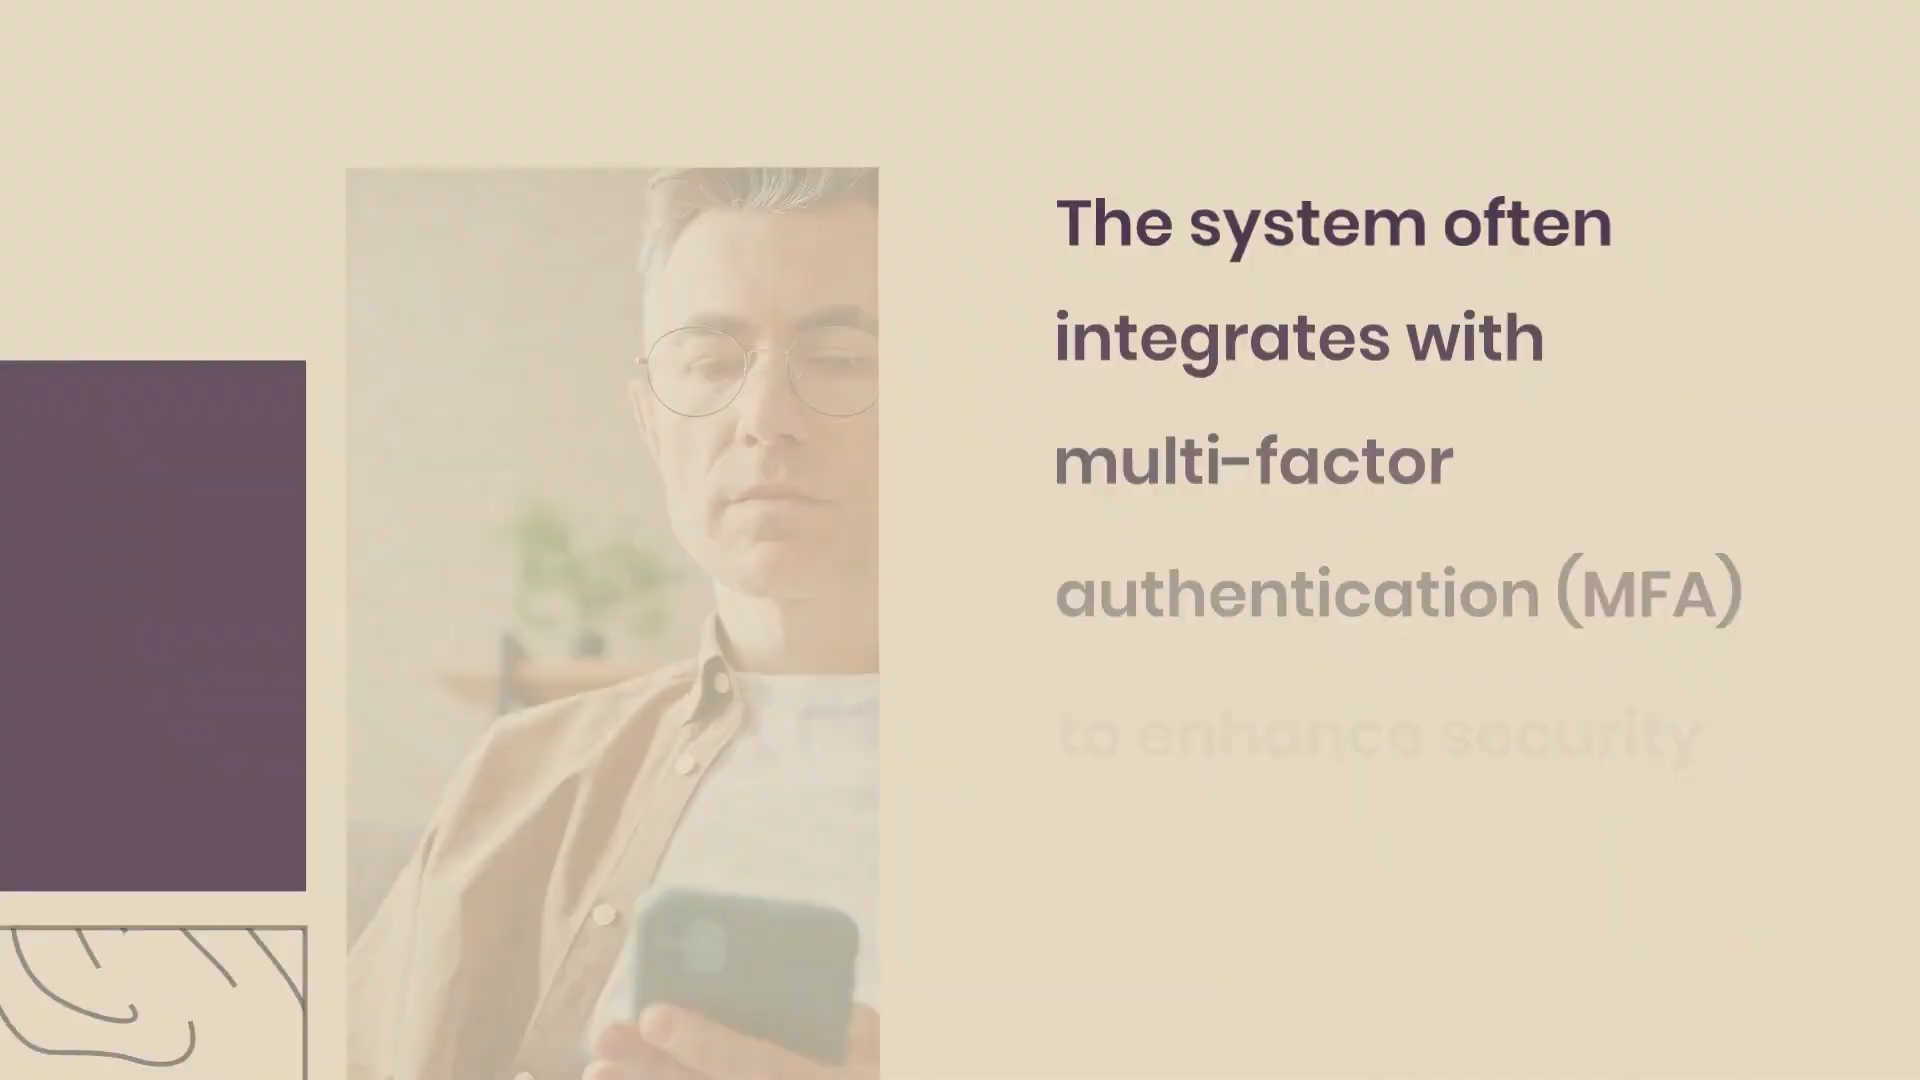 The system often
integrates with
multi-factor
authentication (MFA)
to enhance security